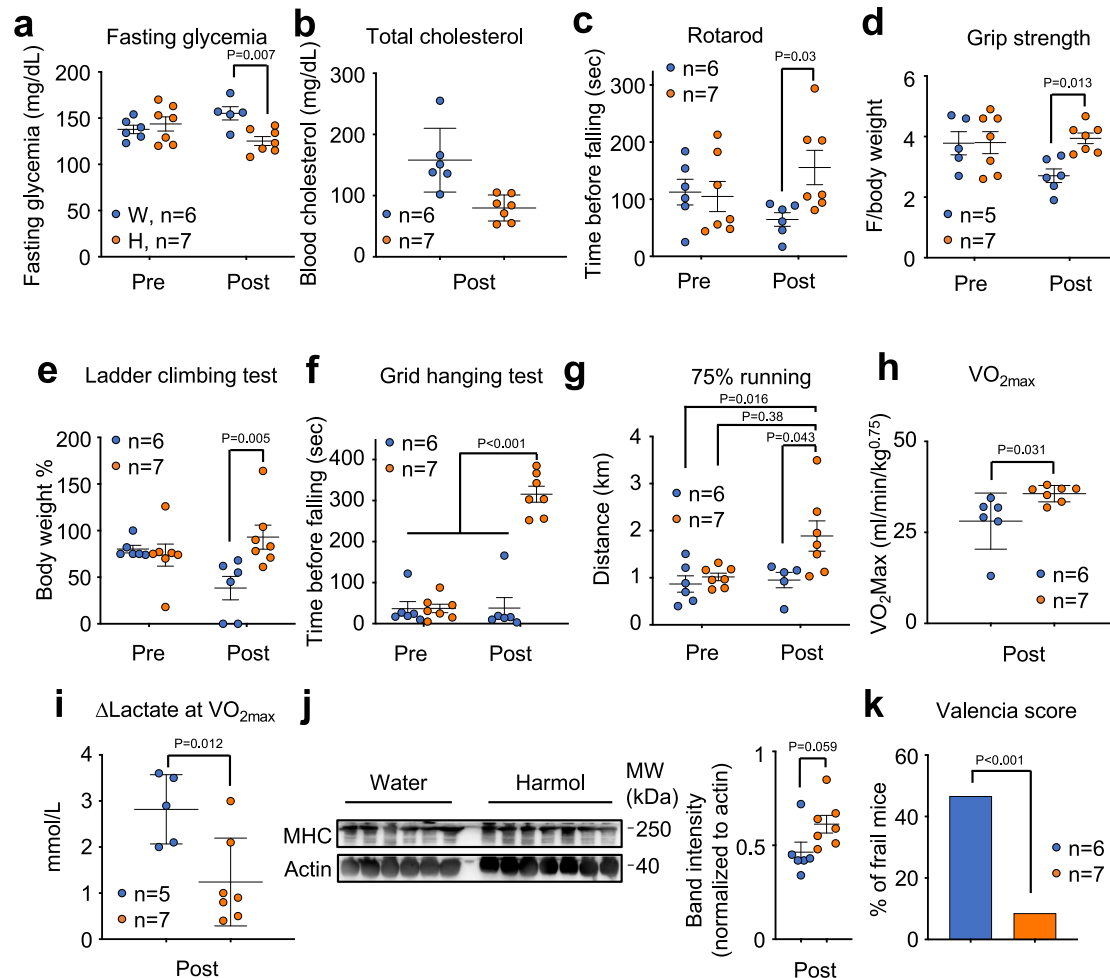 a
Fasting glycemia
P=0.007
Fasting glycemia (mg/dL)
200
150
100
50
0
W, n=6
H, n=7
Pre
Post
b
Total cholesterol
Blood cholesterol (mg/dL)
300
200
100
0
n=6
n=7
Post
c
Rotarod
P=0.03
Time before falling (sec)
300
200
100
0
n=6
n=7
Pre
Post
d
Grip strength
P=0.013
F/body weight
6
4
2
0
n=5
n=7
Pre
Post
e
Ladder climbing test
P=0.005
Body weight %
200
150
100
50
0
n=6
n=7
Pre
Post
f
Grid hanging test
P<0.001
Time before falling (sec)
400
300
200
100
0
n=6
n=7
Pre
Post
g
75% running
P=0.016
P=0.38
P=0.043
Distance (km)
4
3
2
1
0
n=6
n=7
Pre
Post
h
VO2max
P=0.031
VO2Max (ml/min/kg0.75)
50
25
0
n=6
n=7
Post
i
ΔLactate at VO2max
P=0.012
mmol/L
4
3
2
1
0
n=5
n=7
Post
j
Water
Harmol
MW
(kDa)
MHC
-250
Actin
-40
P=0.059
Band intensity
(normalized to actin)
1
0.5
0
Post
k
Valencia score
P<0.001
% of frail mice
60
40
20
0
n=6
n=7